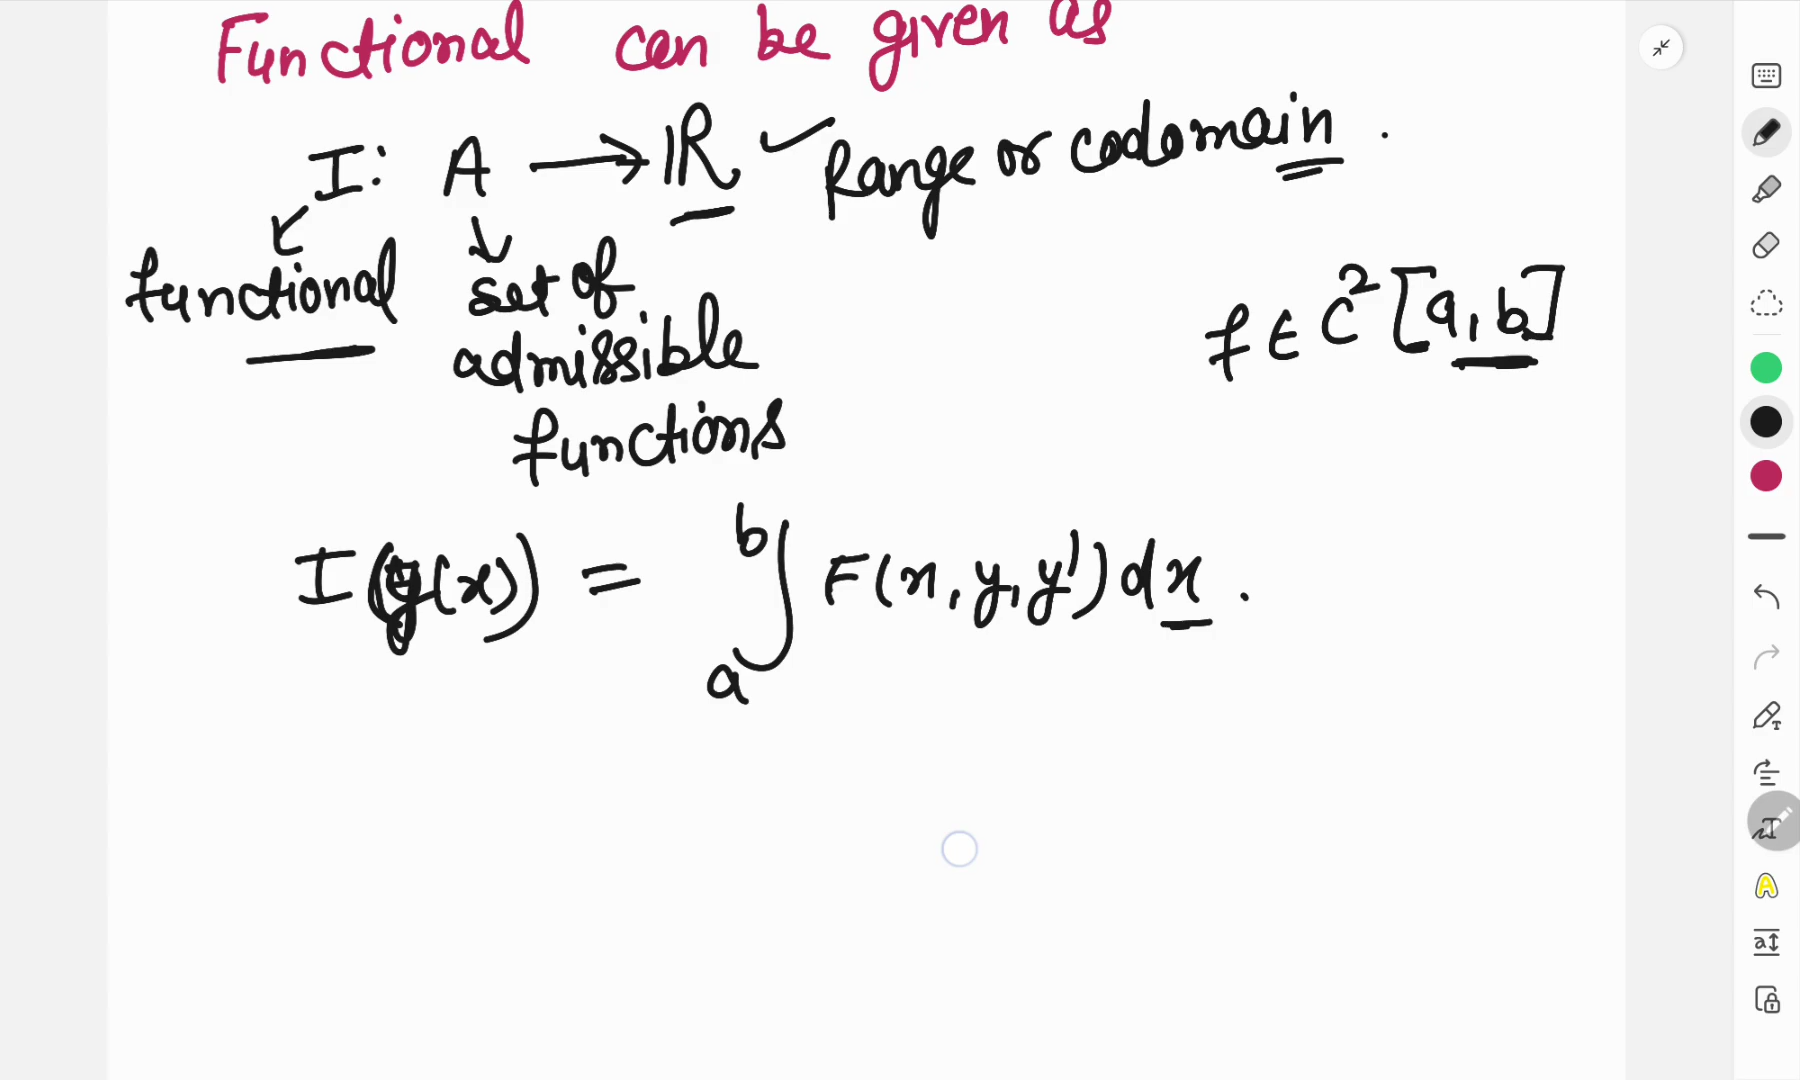 Functional can be given as
I: A → ℝ ✓ Range or codomain .
functional set of
admissible
functions
f ∈ C² [a, b]
I(y(x)) = ∫ₐᵇ F(x, y, y') dx .